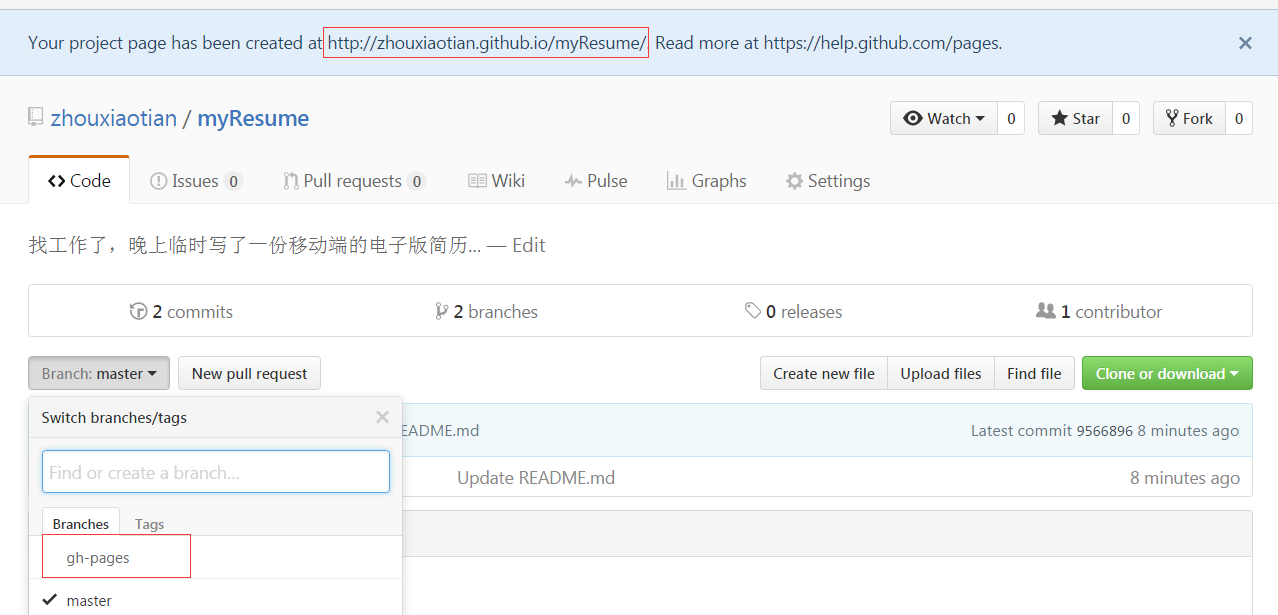 Your project page has been created at http://zhouxiaotian.github.io/myResume/. Read more at https://help.github.com/pages.
zhouxiaotian / myResume
Watch 0 Star 0 Fork 0
Code Issues 0 Pull requests 0 Wiki Pulse Graphs Settings
找工作了，晚上临时写了一份移动端的电子版简历... — Edit
2 commits 2 branches 0 releases 1 contributor
Branch: master New pull request Create new file Upload files Find file Clone or download
Switch branches/tags
EADME.md Latest commit 9566896 8 minutes ago
Find or create a branch...
Update README.md 8 minutes ago
Branches Tags
gh-pages
master